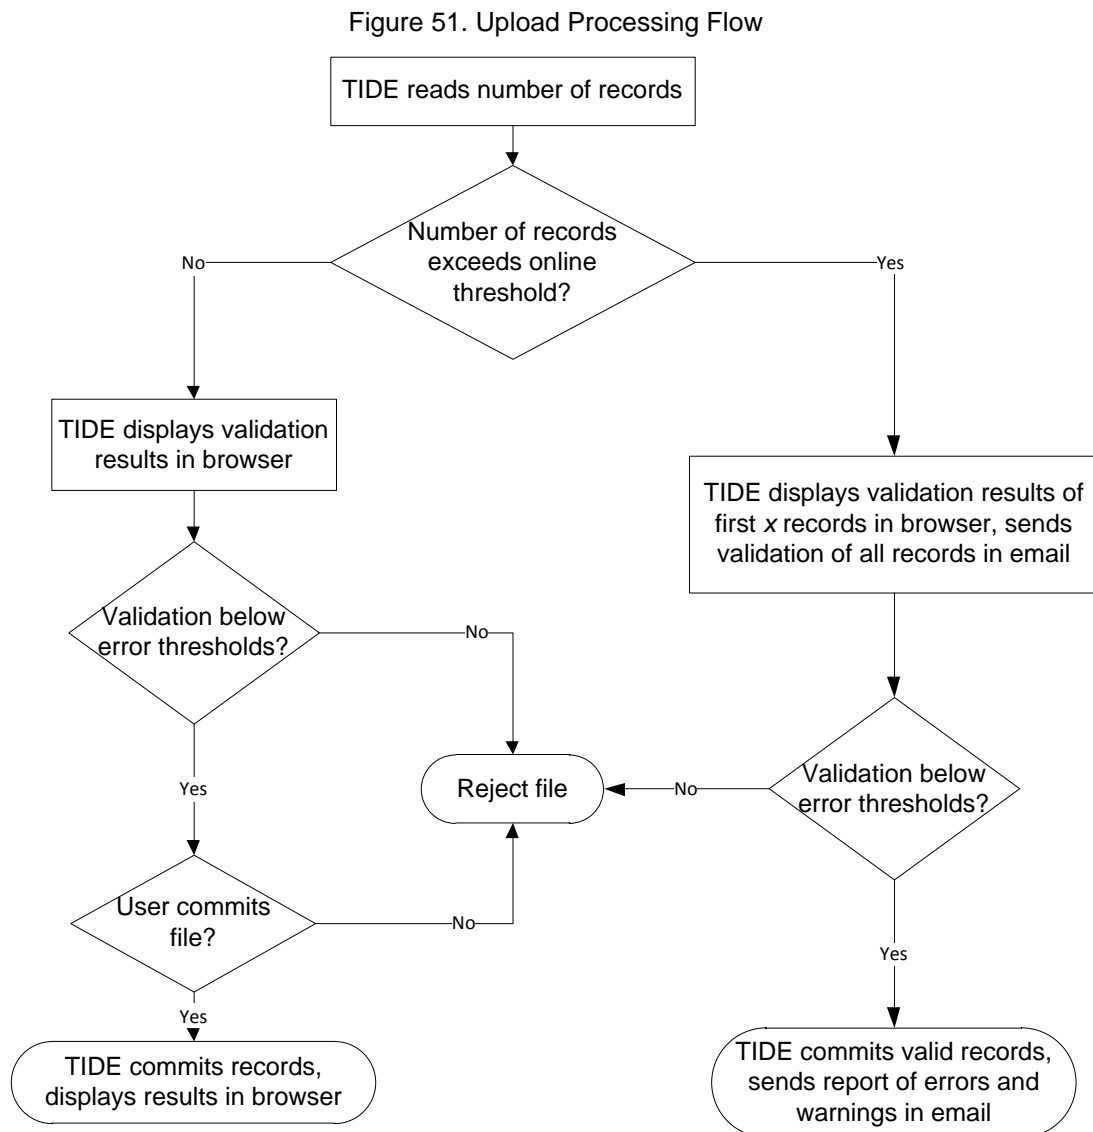 Figure 51. Upload Processing Flow
TIDE reads number of records
Number of records
exceeds online
threshold?
No
Yes
TIDE displays validation
results in browser
TIDE displays validation results of
first x records in browser, sends
validation of all records in email
Validation below
error thresholds?
No
Yes
Reject file
No
Validation below
error thresholds?
User commits
file?
No
Yes
Yes
TIDE commits records,
displays results in browser
TIDE commits valid records,
sends report of errors and
warnings in email